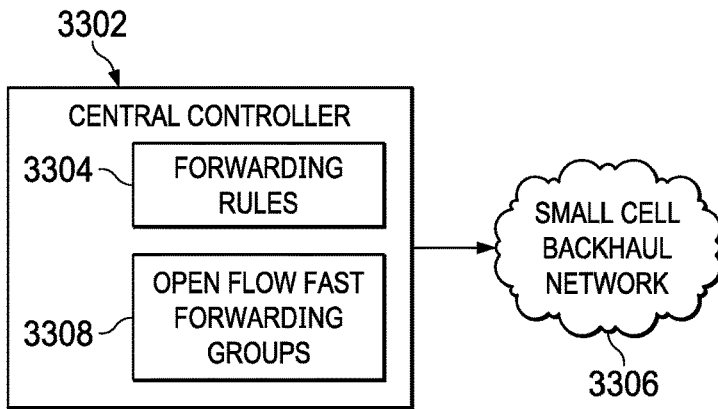 3302
CENTRAL CONTROLLER
3304
FORWARDING
RULES
3308
OPEN FLOW FAST
FORWARDING
GROUPS
SMALL CELL
BACKHAUL
NETWORK
3306